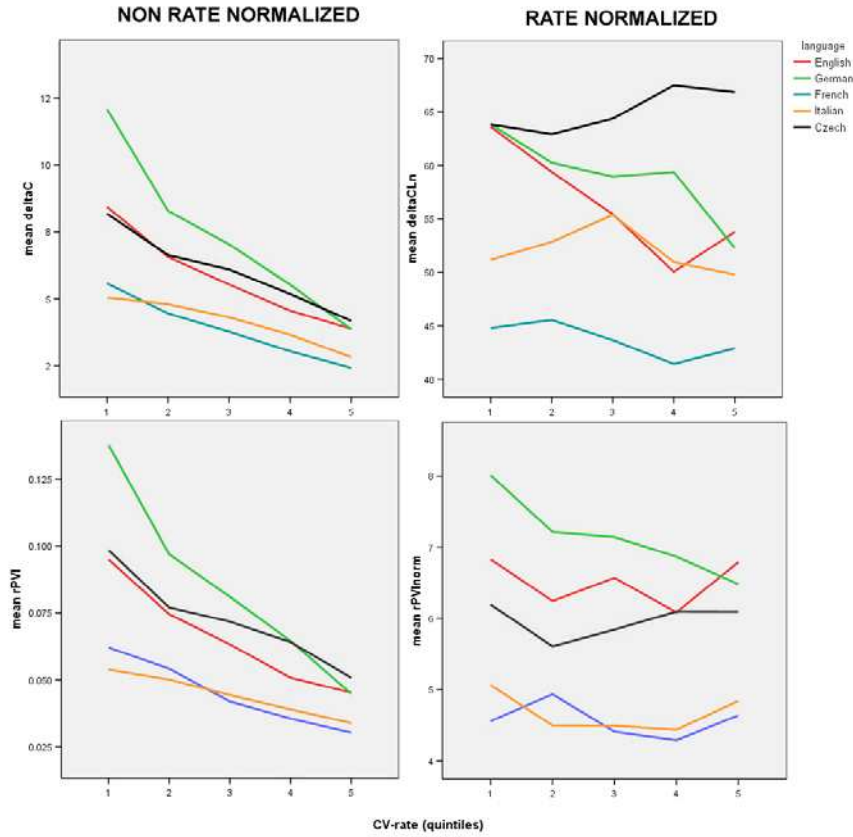 NON RATE NORMALIZED
RATE NORMALIZED
language
English
German
French
Italian
Czech
mean deltaC
12
10
8
5
2
1 2 3 4 5
mean deltaCLn
70
65
60
55
50
45
40
1 2 3 4 5
mean rPVI
0.125
0.100
0.075
0.050
0.025
1 2 3 4 5
mean rPVInorm
8
7
6
5
4
1 2 3 4 5
CV-rate (quintiles)